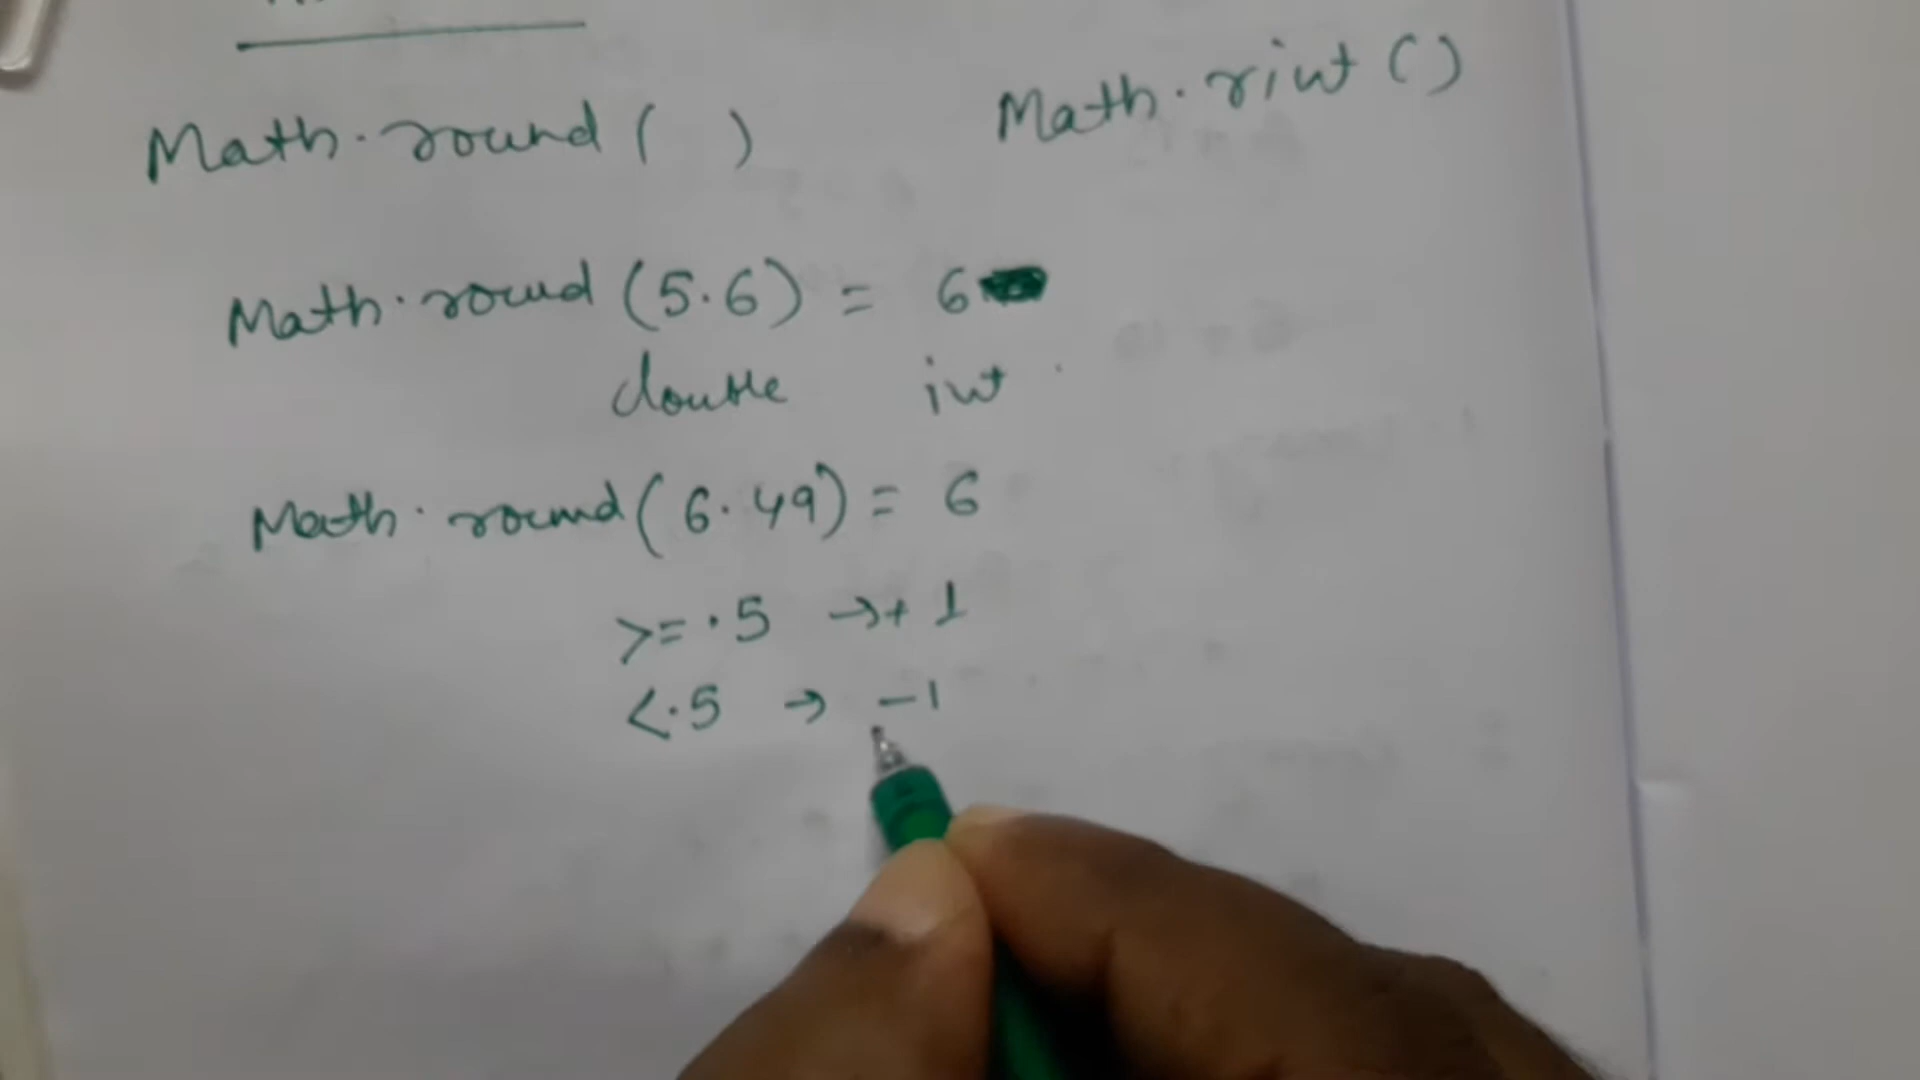 Math.round( )
Math.rint()
Math.round(5.6) = 6
double int
Math.round(6.49) = 6
>= .5 →+1
<.5 → -1